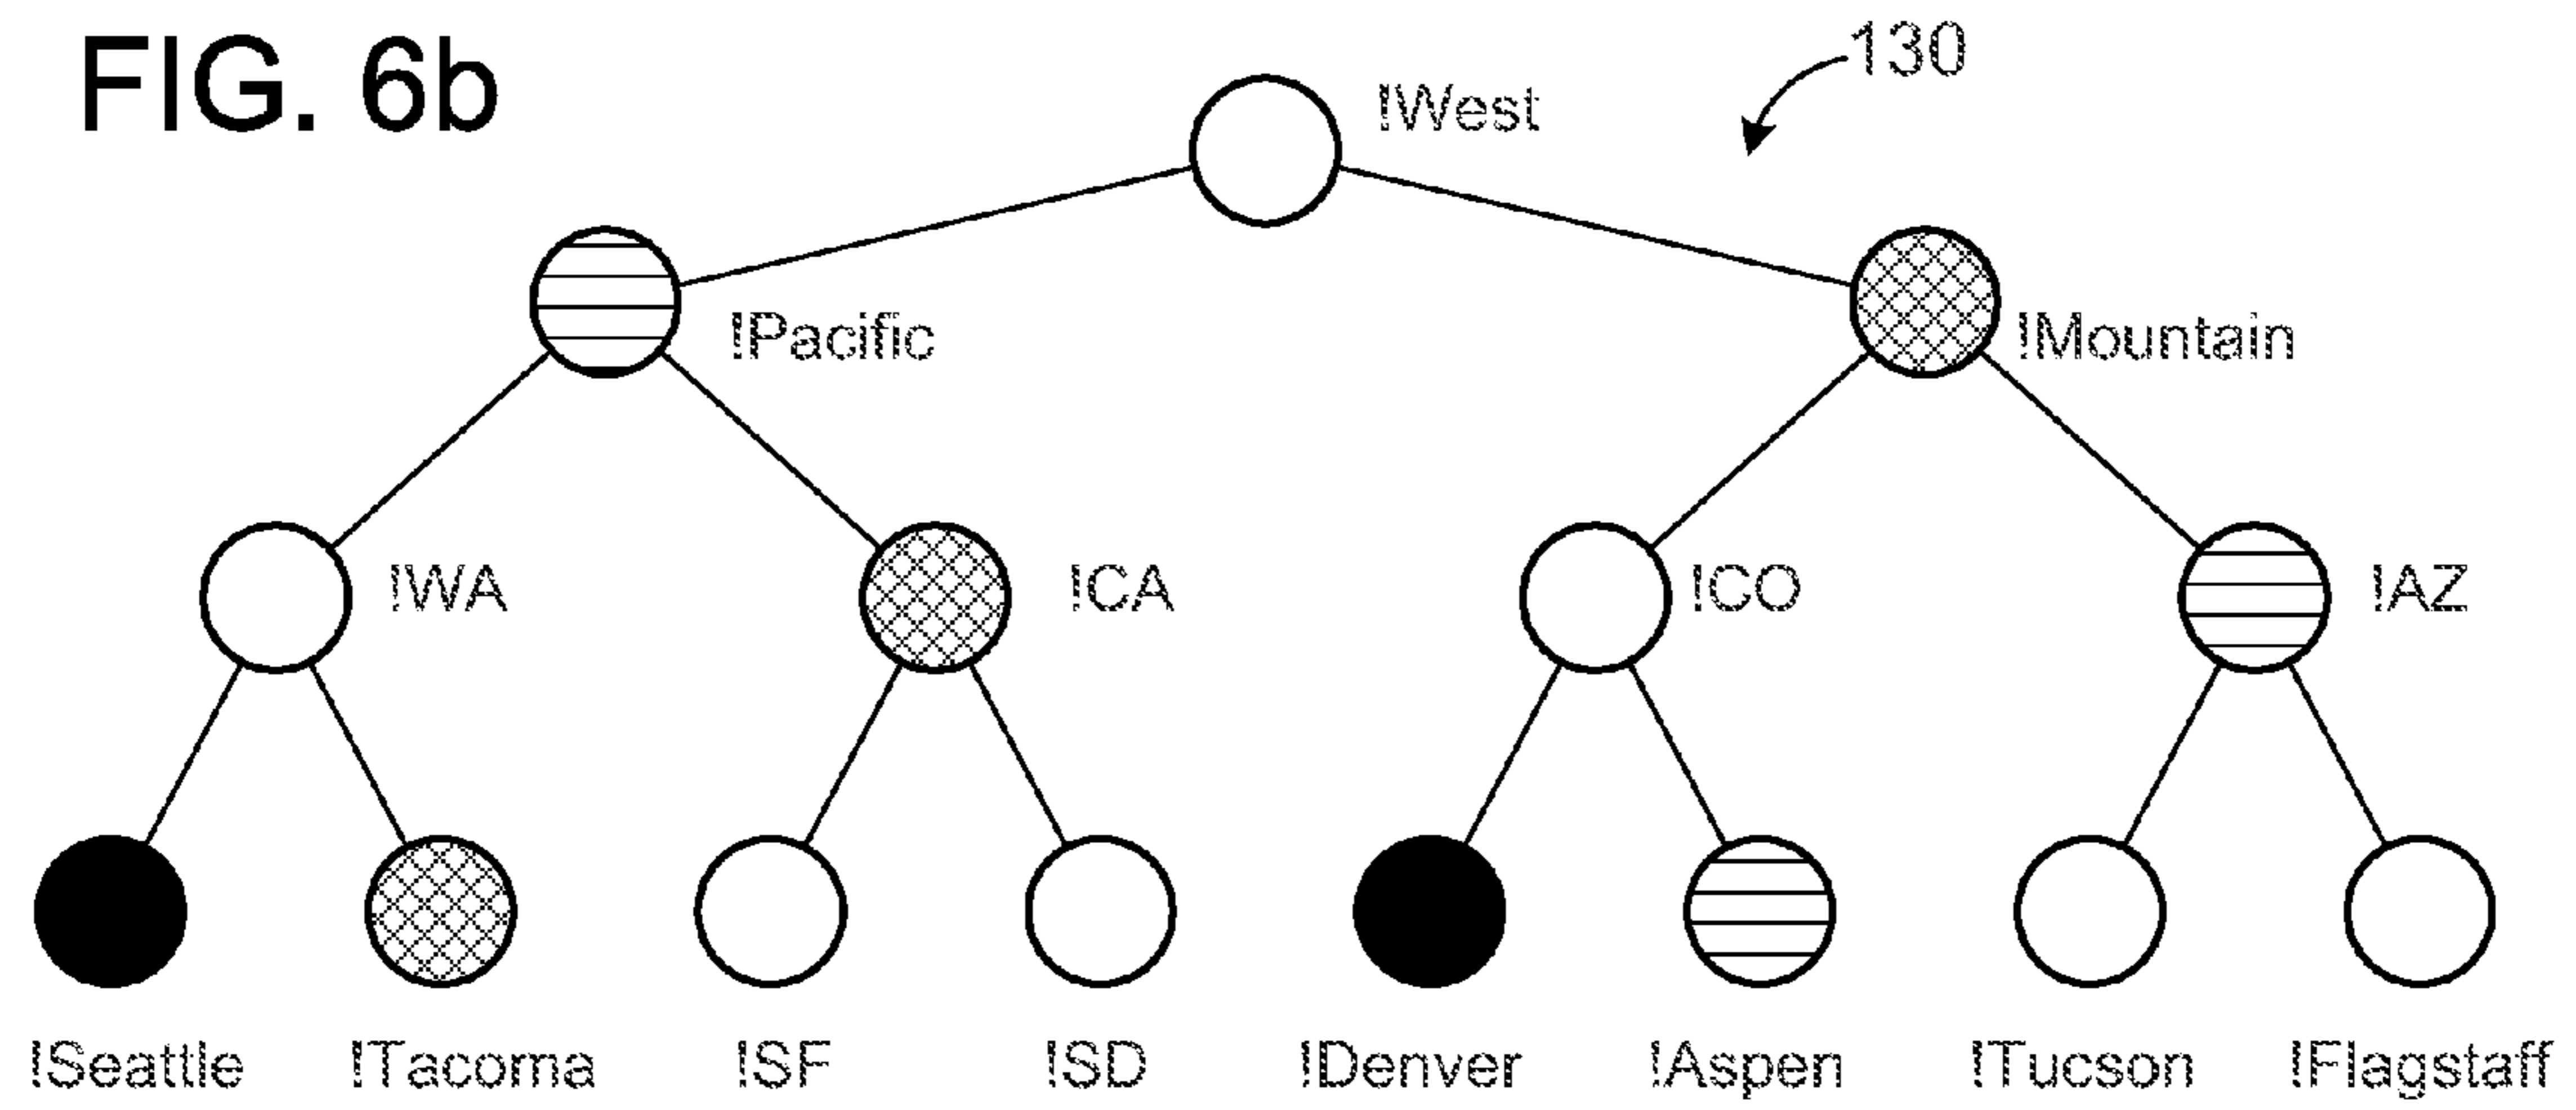 FIG. 6b
130
!West
!Pacific
!Mountain
!WA
!CA
!CO
!AZ
!Seattle
!Tacoma
!SF
!SD
!Denver
!Aspen
!Tucson
!Flagstaff